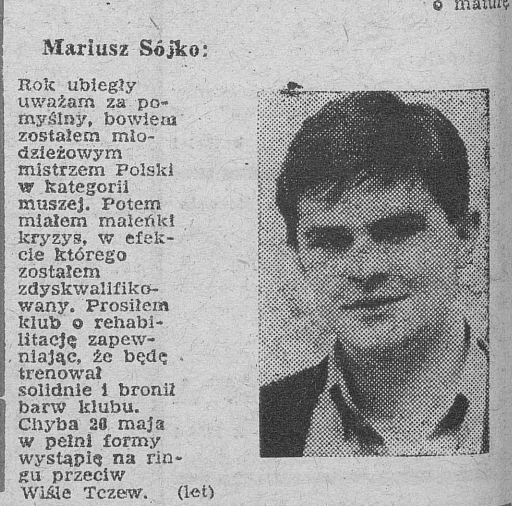 o maturę
Mariusz Sójko:
Rok ubiegły
uważam za po-
myślny, bowiem
zostałem mło-
dzieżowym
mistrzem Polski
w kategorii
muszej. Potem
miałem maleńki
kryzys, w efek-
cie którego
zostałem
zdyskwalifiko-
wany. Prosiłem
klub o rehabi-
litację zapew-
niając, że będę
trenował
solidnie i bronił
barw klubu.
Chyba 26 maja
w pełni formy
wystąpię na rin-
gu przeciw
Wiśle Tczew. (let)